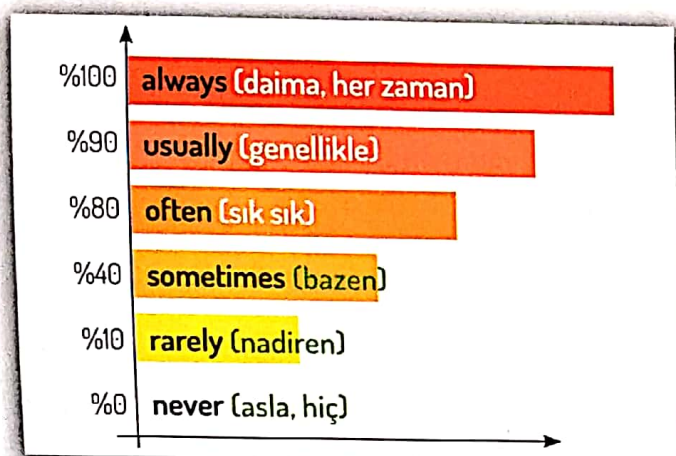 %100 always (daima, her zaman)
%90 usually (genellikle)
%80 often (sık sık)
%40 sometimes (bazen)
%10 rarely (nadiren)
%0 never (asla, hiç)